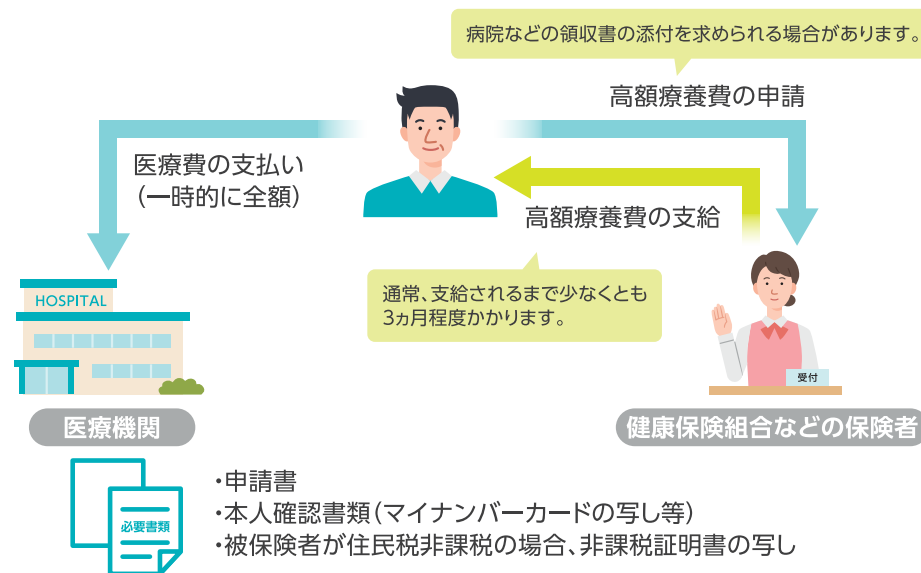 病院などの領収書の添付を求められる場合があります。
高額療養費の申請
医療費の支払い
（一時的に全額）
高額療養費の支給
通常、支給されるまで少なくとも
3ヵ月程度かかります。
HOSPITAL
受付
医療機関
健康保険組合などの保険者
必要書類
・申請書
・本人確認書類（マイナンバーカードの写し等）
・被保険者が住民税非課税の場合、非課税証明書の写し